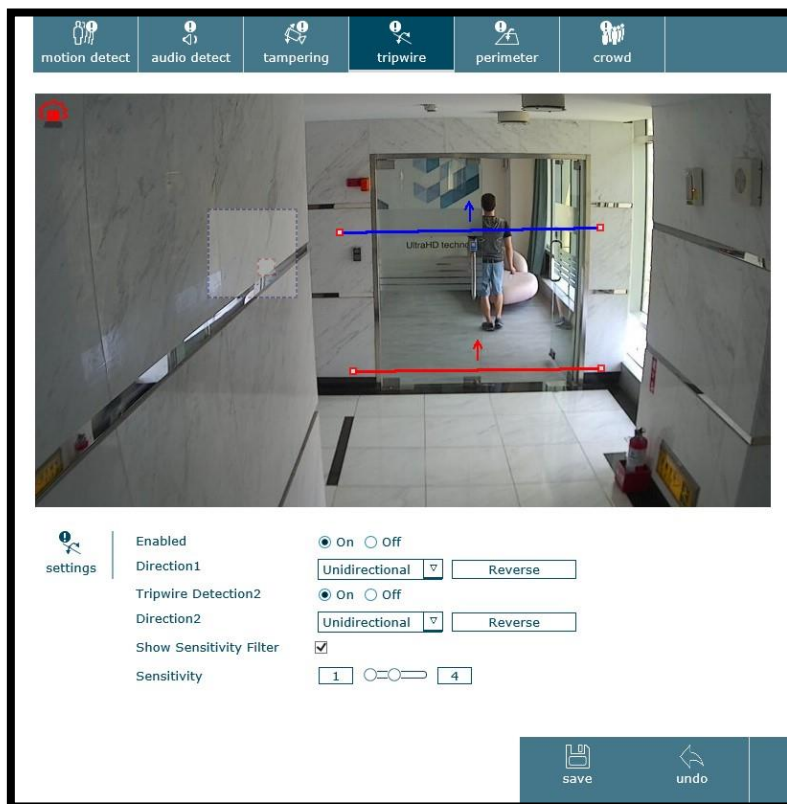 motion detect audio detect tampering tripwire perimeter crowd
UltraHD techno
settings
Enabled On Off
Direction1 Unidirectional Reverse
Tripwire Detection2 On Off
Direction2 Unidirectional Reverse
Show Sensitivity Filter
Sensitivity 1 4
save undo